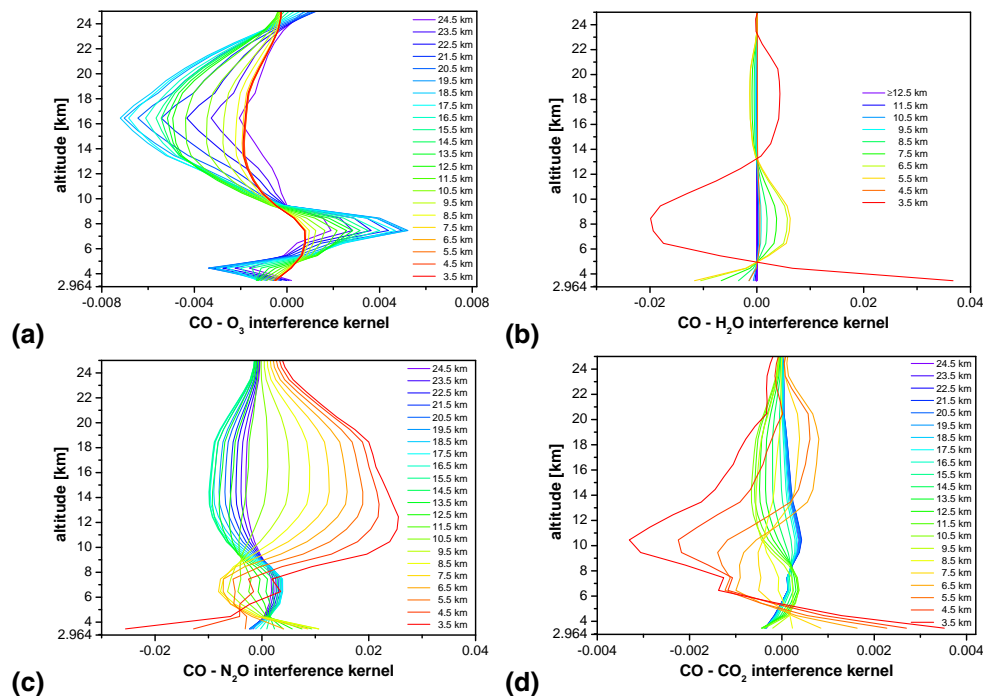 24
22
20
18
16
14
12
10
8
6
4
2.964
altitude [km]
-0.008
-0.004
0.000
0.004
0.008
CO - O3 interference kernel
24.5 km
23.5 km
22.5 km
21.5 km
20.5 km
19.5 km
18.5 km
17.5 km
16.5 km
15.5 km
14.5 km
13.5 km
12.5 km
11.5 km
10.5 km
9.5 km
8.5 km
7.5 km
6.5 km
5.5 km
4.5 km
3.5 km
(a)
24
22
20
18
16
14
12
10
8
6
4
2.964
altitude [km]
-0.02
0.00
0.02
0.04
CO - H2O interference kernel
≥12.5 km
11.5 km
10.5 km
9.5 km
8.5 km
7.5 km
6.5 km
5.5 km
4.5 km
3.5 km
(b)
24
22
20
18
16
14
12
10
8
6
4
2.964
altitude [km]
-0.02
0.00
0.02
0.04
CO - N2O interference kernel
24.5 km
23.5 km
22.5 km
21.5 km
20.5 km
19.5 km
18.5 km
17.5 km
16.5 km
15.5 km
14.5 km
13.5 km
12.5 km
11.5 km
10.5 km
9.5 km
8.5 km
7.5 km
6.5 km
5.5 km
4.5 km
3.5 km
(c)
24
22
20
18
16
14
12
10
8
6
4
2.964
altitude [km]
-0.004
-0.002
0.000
0.002
0.004
CO - CO2 interference kernel
24.5 km
23.5 km
22.5 km
21.5 km
20.5 km
19.5 km
18.5 km
17.5 km
16.5 km
15.5 km
14.5 km
13.5 km
12.5 km
11.5 km
10.5 km
9.5 km
8.5 km
7.5 km
6.5 km
5.5 km
4.5 km
3.5 km
(d)